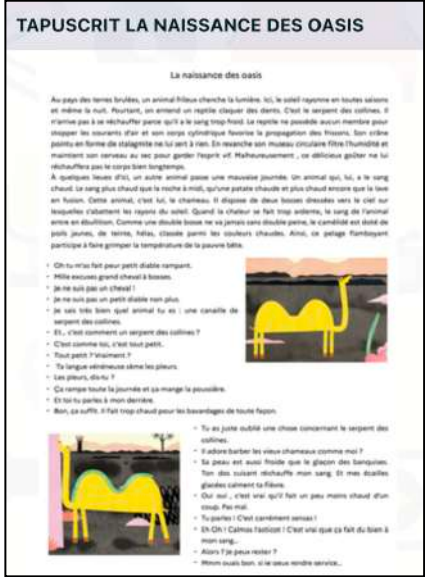 TAPUSCRIT LA NAISSANCE DES OASIS
La naissance des oasis
Au pays des terres brulées, un animal frileux cherche la lumière. Ici, le soleil rayonne en toutes saisons
et même la nuit. Pourtant, on entend un reptile claquer des dents. C'est le serpent des collines. Il
n'arrive pas à se réchauffer parce qu'il a le sang trop froid. Le reptile ne possède aucun membre pour
stopper les courants d'air et son corps cylindrique favorise la propagation des frissons. Son crâne
pointu en forme de stalagmite ne lui sert à rien. En revanche son museau circulaire filtre l'humidité et
maintient son cerveau au sec pour garder l'esprit vif. Malheureusement, ce délicieux goûter ne lui
réchauffera pas le corps bien longtemps.
A quelques lieues d'ici, un autre animal passe une mauvaise journée. Un animal qui, lui, a le sang
chaud. Le sang plus chaud que la roche à midi, qu'une patate chaude et plus chaud encore que la lave
en fusion. Cette animal, c'est lui, le chameau. Il dispose de deux bosses dressées vers le ciel sur
lesquelles s'abattent les rayons du soleil. Quand la chaleur se fait trop ardente, le sang de l'animal
entre en ébullition. Comme une double bosse ne va jamais sans double peine, le camélidé est doté de
poils jaunes, de teinte, hélas, classée parmi les couleurs chaudes. Ainsi, ce pelage flamboyant
participe à faire grimper la température de la pauvre bête.
- Oh tu m'as fait peur petit diable rampant.
- Mille excuses grand cheval à bosses.
- Je ne suis pas un cheval !
- Je ne suis pas un petit diable non plus.
- Je sais très bien quel animal tu es : une canaille de
serpent des collines.
- Et... c'est comment un serpent des collines ?
- C'est comme toi, c'est tout petit.
- Tout petit ? Vraiment ?
- Ta langue vénéneuse sème les pleurs.
- Les pleurs, dis-tu ?
- Ça rampe toute la journée et ça mange la poussière.
- Et toi tu parles à mon derrière.
- Bon, ça suffit. Il fait trop chaud pour les bavardages de toute façon.
- Tu as juste oublié une chose concernant le serpent des
collines.
- Il adore barber les vieux chameaux comme moi ?
- Sa peau est aussi froide que le glaçon des banquises.
Ton dos cuisant réchauffe mon sang. Et mes écailles
glacées calment ta fièvre.
- Oui oui , c'est vrai qu'il fait un peu moins chaud d'un
coup. Pas mal.
- Tu parles ! C'est carrément sensas !
- Eh Oh ! Calmos l'asticot ! C'est vrai que ça fait du bien à
mon sang...
- Alors ? Je peux rester ?
- Mmm ouais bon, si je peux rendre service...